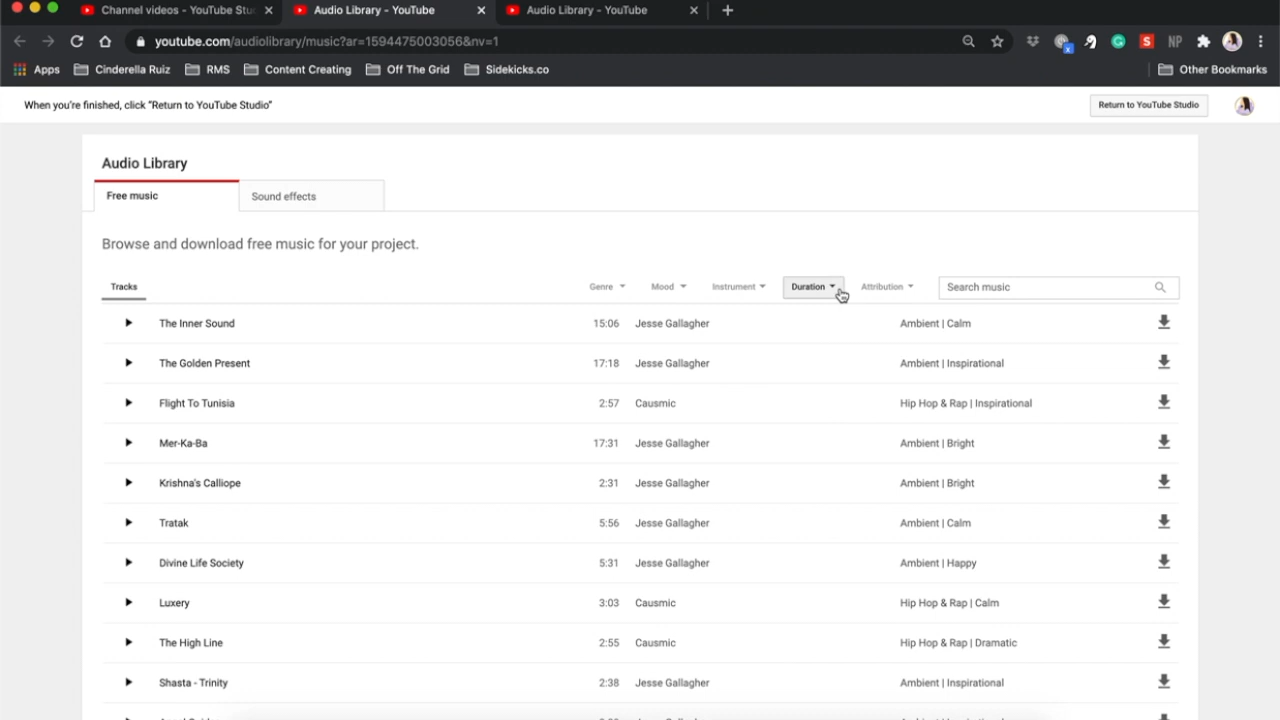 Channel videos - YouTube Stu
Audio Library - YouTube
Audio Library - YouTube
youtube.com/audiolibrary/music?ar=1594475003056&nv=1
Apps Cinderella Ruiz RMS Content Creating Off The Grid Sidekicks.co Other Bookmarks
When you're finished, click "Return to YouTube Studio" Return to YouTube Studio
Audio Library
Free music Sound effects
Browse and download free music for your project.
Tracks Genre Mood Instrument Duration Attribution Search music
The Inner Sound 15:06 Jesse Gallagher Ambient | Calm
The Golden Present 17:18 Jesse Gallagher Ambient | Inspirational
Flight To Tunisia 2:57 Causmic Hip Hop & Rap | Inspirational
Mer-Ka-Ba 17:31 Jesse Gallagher Ambient | Bright
Krishna's Calliope 2:31 Jesse Gallagher Ambient | Bright
Tratak 5:56 Jesse Gallagher Ambient | Calm
Divine Life Society 5:31 Jesse Gallagher Ambient | Happy
Luxery 3:03 Causmic Hip Hop & Rap | Calm
The High Line 2:55 Causmic Hip Hop & Rap | Dramatic
Shasta - Trinity 2:38 Jesse Gallagher Ambient | Inspirational